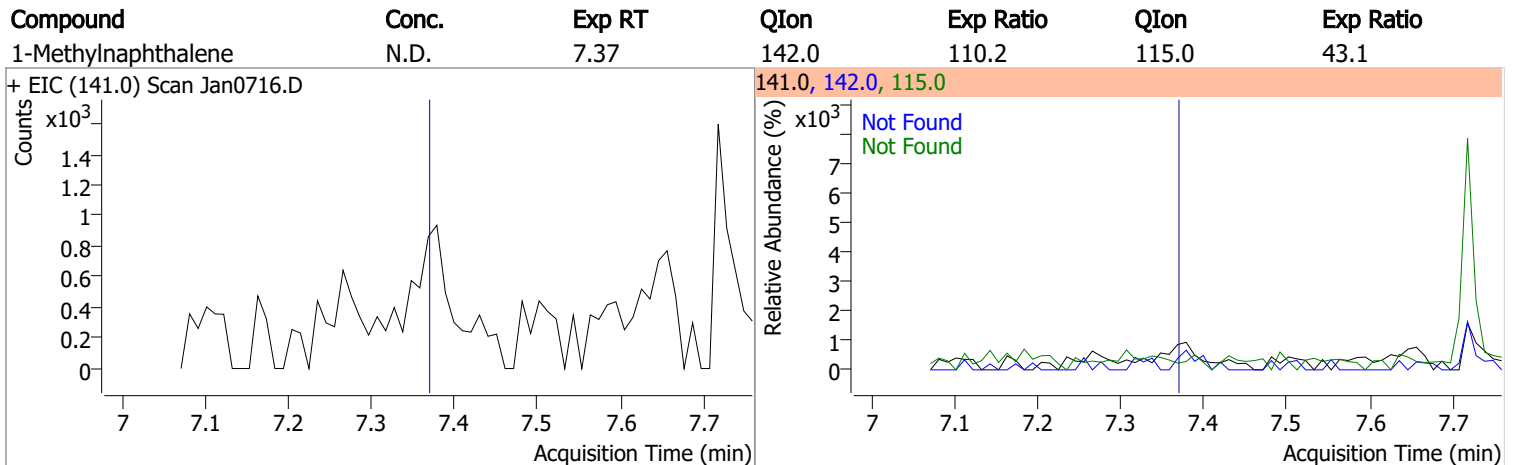 Compound Conc. Exp RT QIon Exp Ratio QIon Exp Ratio
1-Methylnaphthalene N.D. 7.37 142.0 110.2 115.0 43.1
+ EIC (141.0) Scan Jan0716.D
Counts
x10³
1.4
1.2
1
0.8
0.6
0.4
0.2
0
7 7.1 7.2 7.3 7.4 7.5 7.6 7.7
Acquisition Time (min)
141.0, 142.0, 115.0
Relative Abundance (%)
x10³
Not Found
Not Found
7
6
5
4
3
2
1
0
7 7.1 7.2 7.3 7.4 7.5 7.6 7.7
Acquisition Time (min)